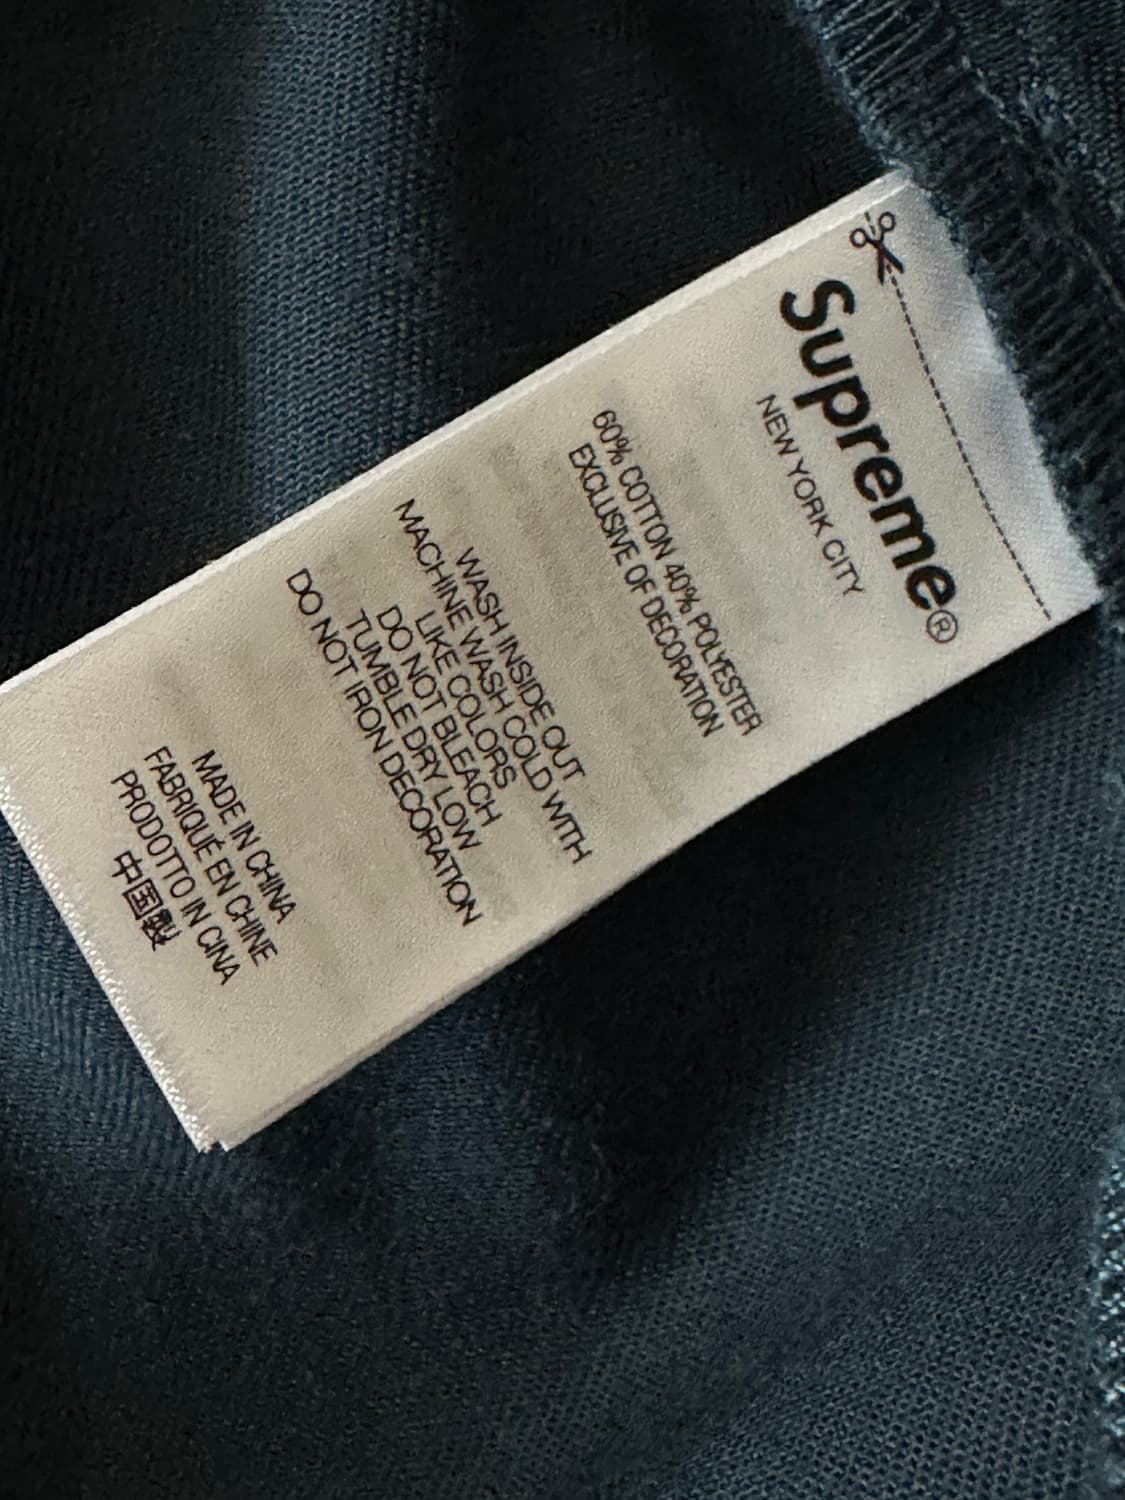 Supreme®
NEW YORK CITY
60% COTTON 40% POLYESTER
EXCLUSIVE OF DECORATION
WASH INSIDE OUT
MACHINE WASH COLD WITH
LIKE COLORS
DO NOT BLEACH
TUMBLE DRY LOW
DO NOT IRON DECORATION
MADE IN CHINA
FABRIQUÉ EN CHINE
PRODOTTO IN CINA
中国製